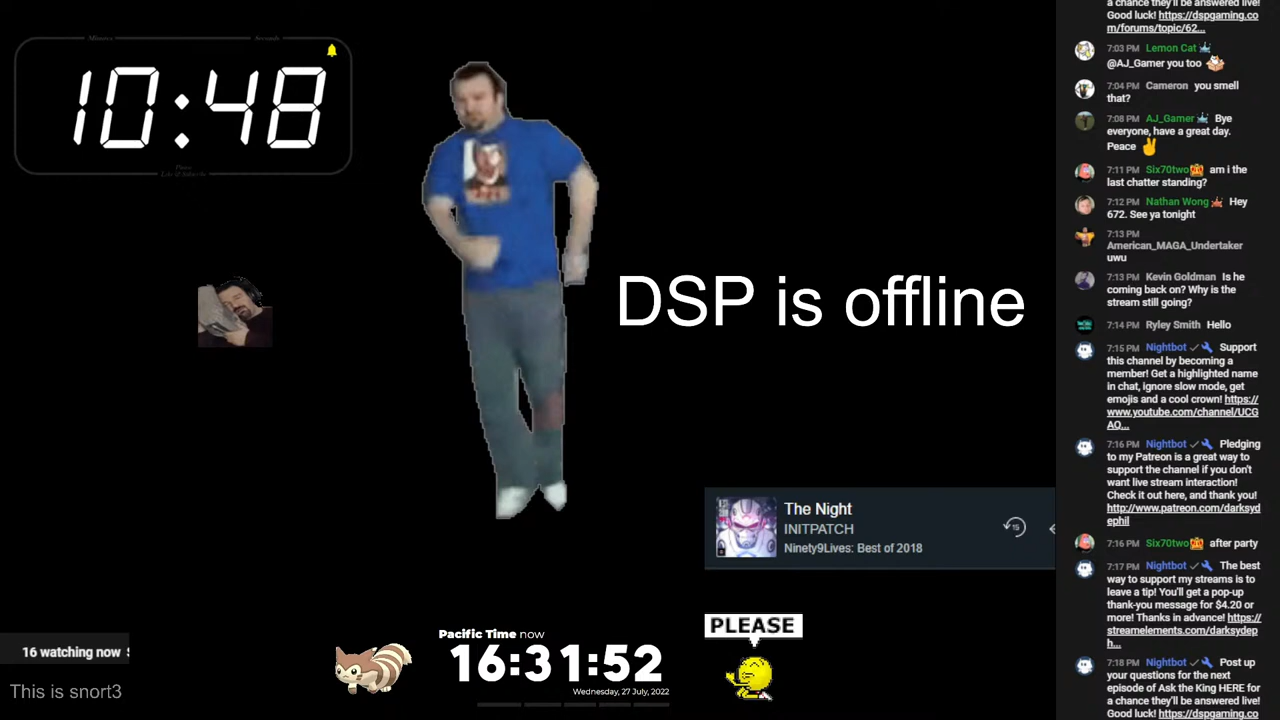 10:48
DSP is offline
The Night
INITPATCH
Ninety9Lives: Best of 2018
15
PLEASE
16 watching now
This is snort3
Pacific Time now
16:31:52
Wednesday, 27 July, 2022
a chance they'll be answered live!
Good luck! https://dspgaming.co
m/forums/topic/62...
7:03 PM Lemon Cat
@AJ_Gamer you too
7:04 PM Cameron you smell
that?
7:08 PM AJ_Gamer Bye
everyone, have a great day.
Peace
7:11 PM Six70two am i the
last chatter standing?
7:12 PM Nathan Wong Hey
672. See ya tonight
7:13 PM
American_MAGA_Undertaker
uwu
7:13 PM Kevin Goldman Is he
coming back on? Why is the
stream still going?
7:14 PM Ryley Smith Hello
7:15 PM Nightbot Support
this channel by becoming a
member! Get a highlighted name
in chat, ignore slow mode, get
emojis and a cool crown! https://
www.youtube.com/channel/UCG
AO...
7:16 PM Nightbot Pledging
to my Patreon is a great way to
support the channel if you don't
want live stream interaction!
Check it out here, and thank you!
http://www.patreon.com/darksyd
ephil
7:16 PM Six70two after party
7:17 PM Nightbot The best
way to support my streams is to
leave a tip! You'll get a pop-up
thank-you message for $4.20 or
more! Thanks in advance! https://
streamelements.com/darksydep
h...
7:18 PM Nightbot Post up
your questions for the next
episode of Ask the King HERE for
a chance they'll be answered live!
Good luck! https://dspgaming.co